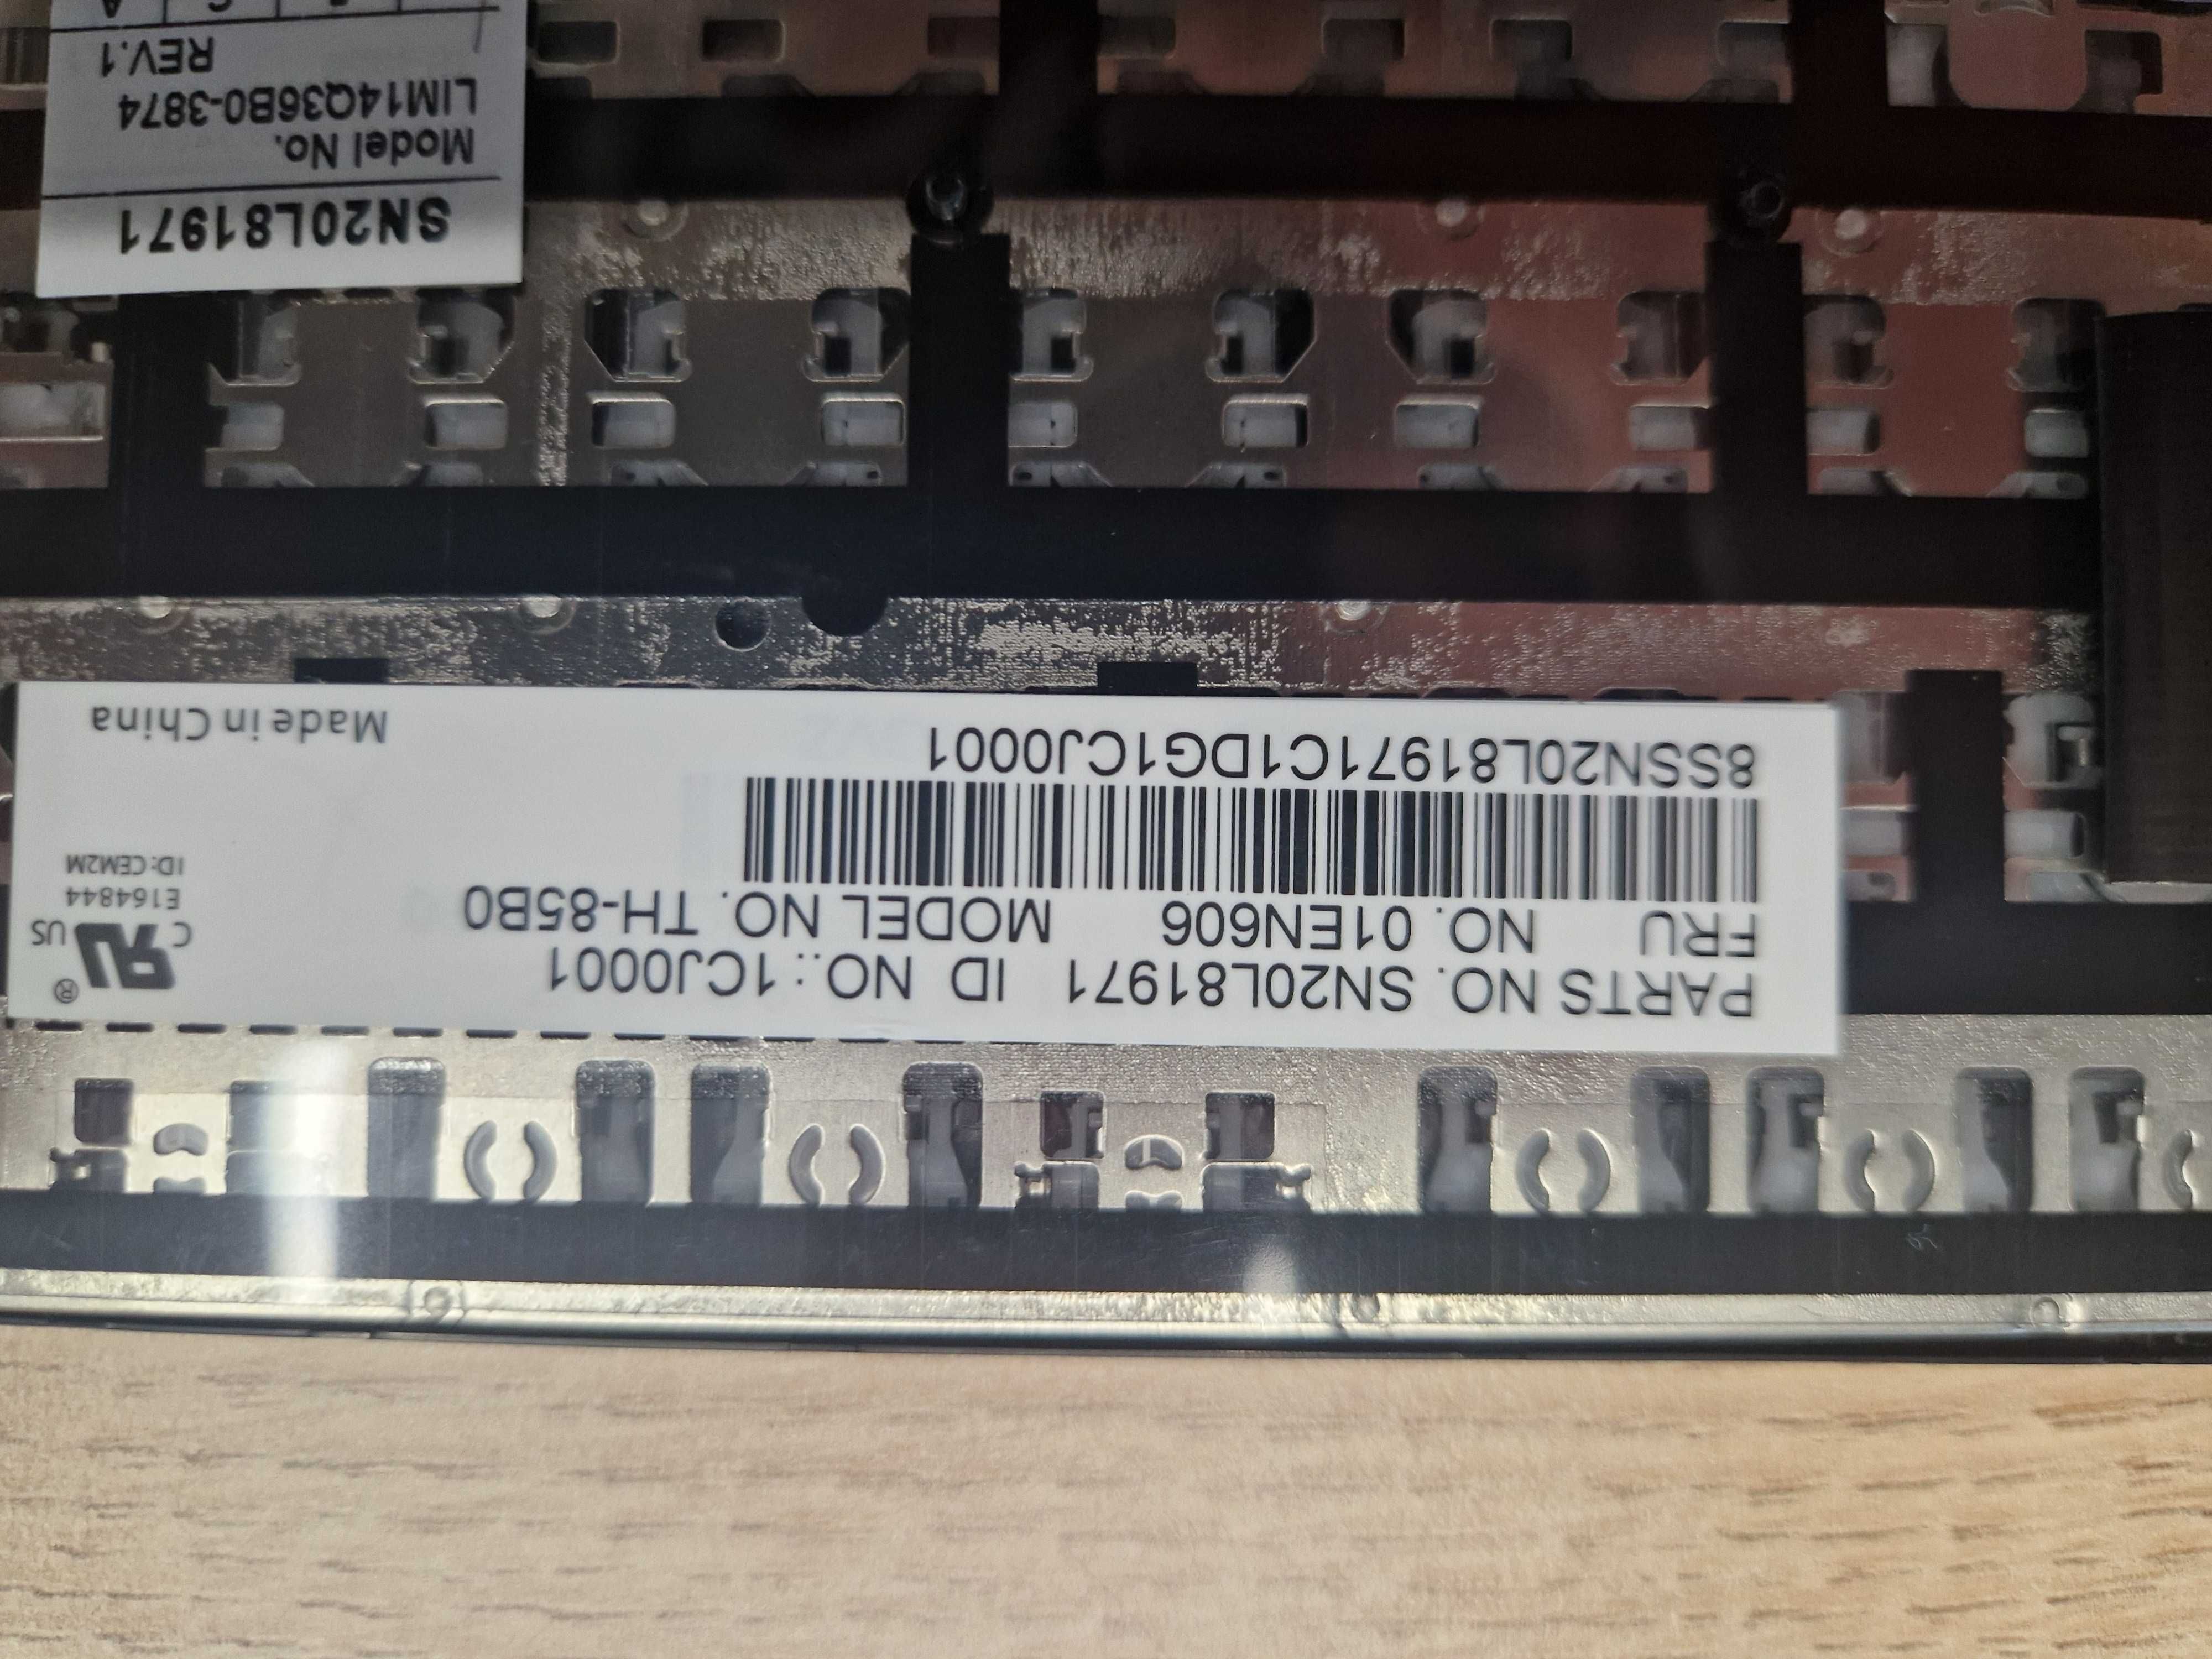 PARTS NO. SN20L81971 ID NO.: 1CJ0001
FRU NO. 01EN606 MODEL NO. TH-85B0
8SSN20L81971C1DG1CJ0001
R
®
C US
E164844
ID:CEM2M
Made in China
SN20L81971
Model No.
LIM14Q36B0-3874
REV.1